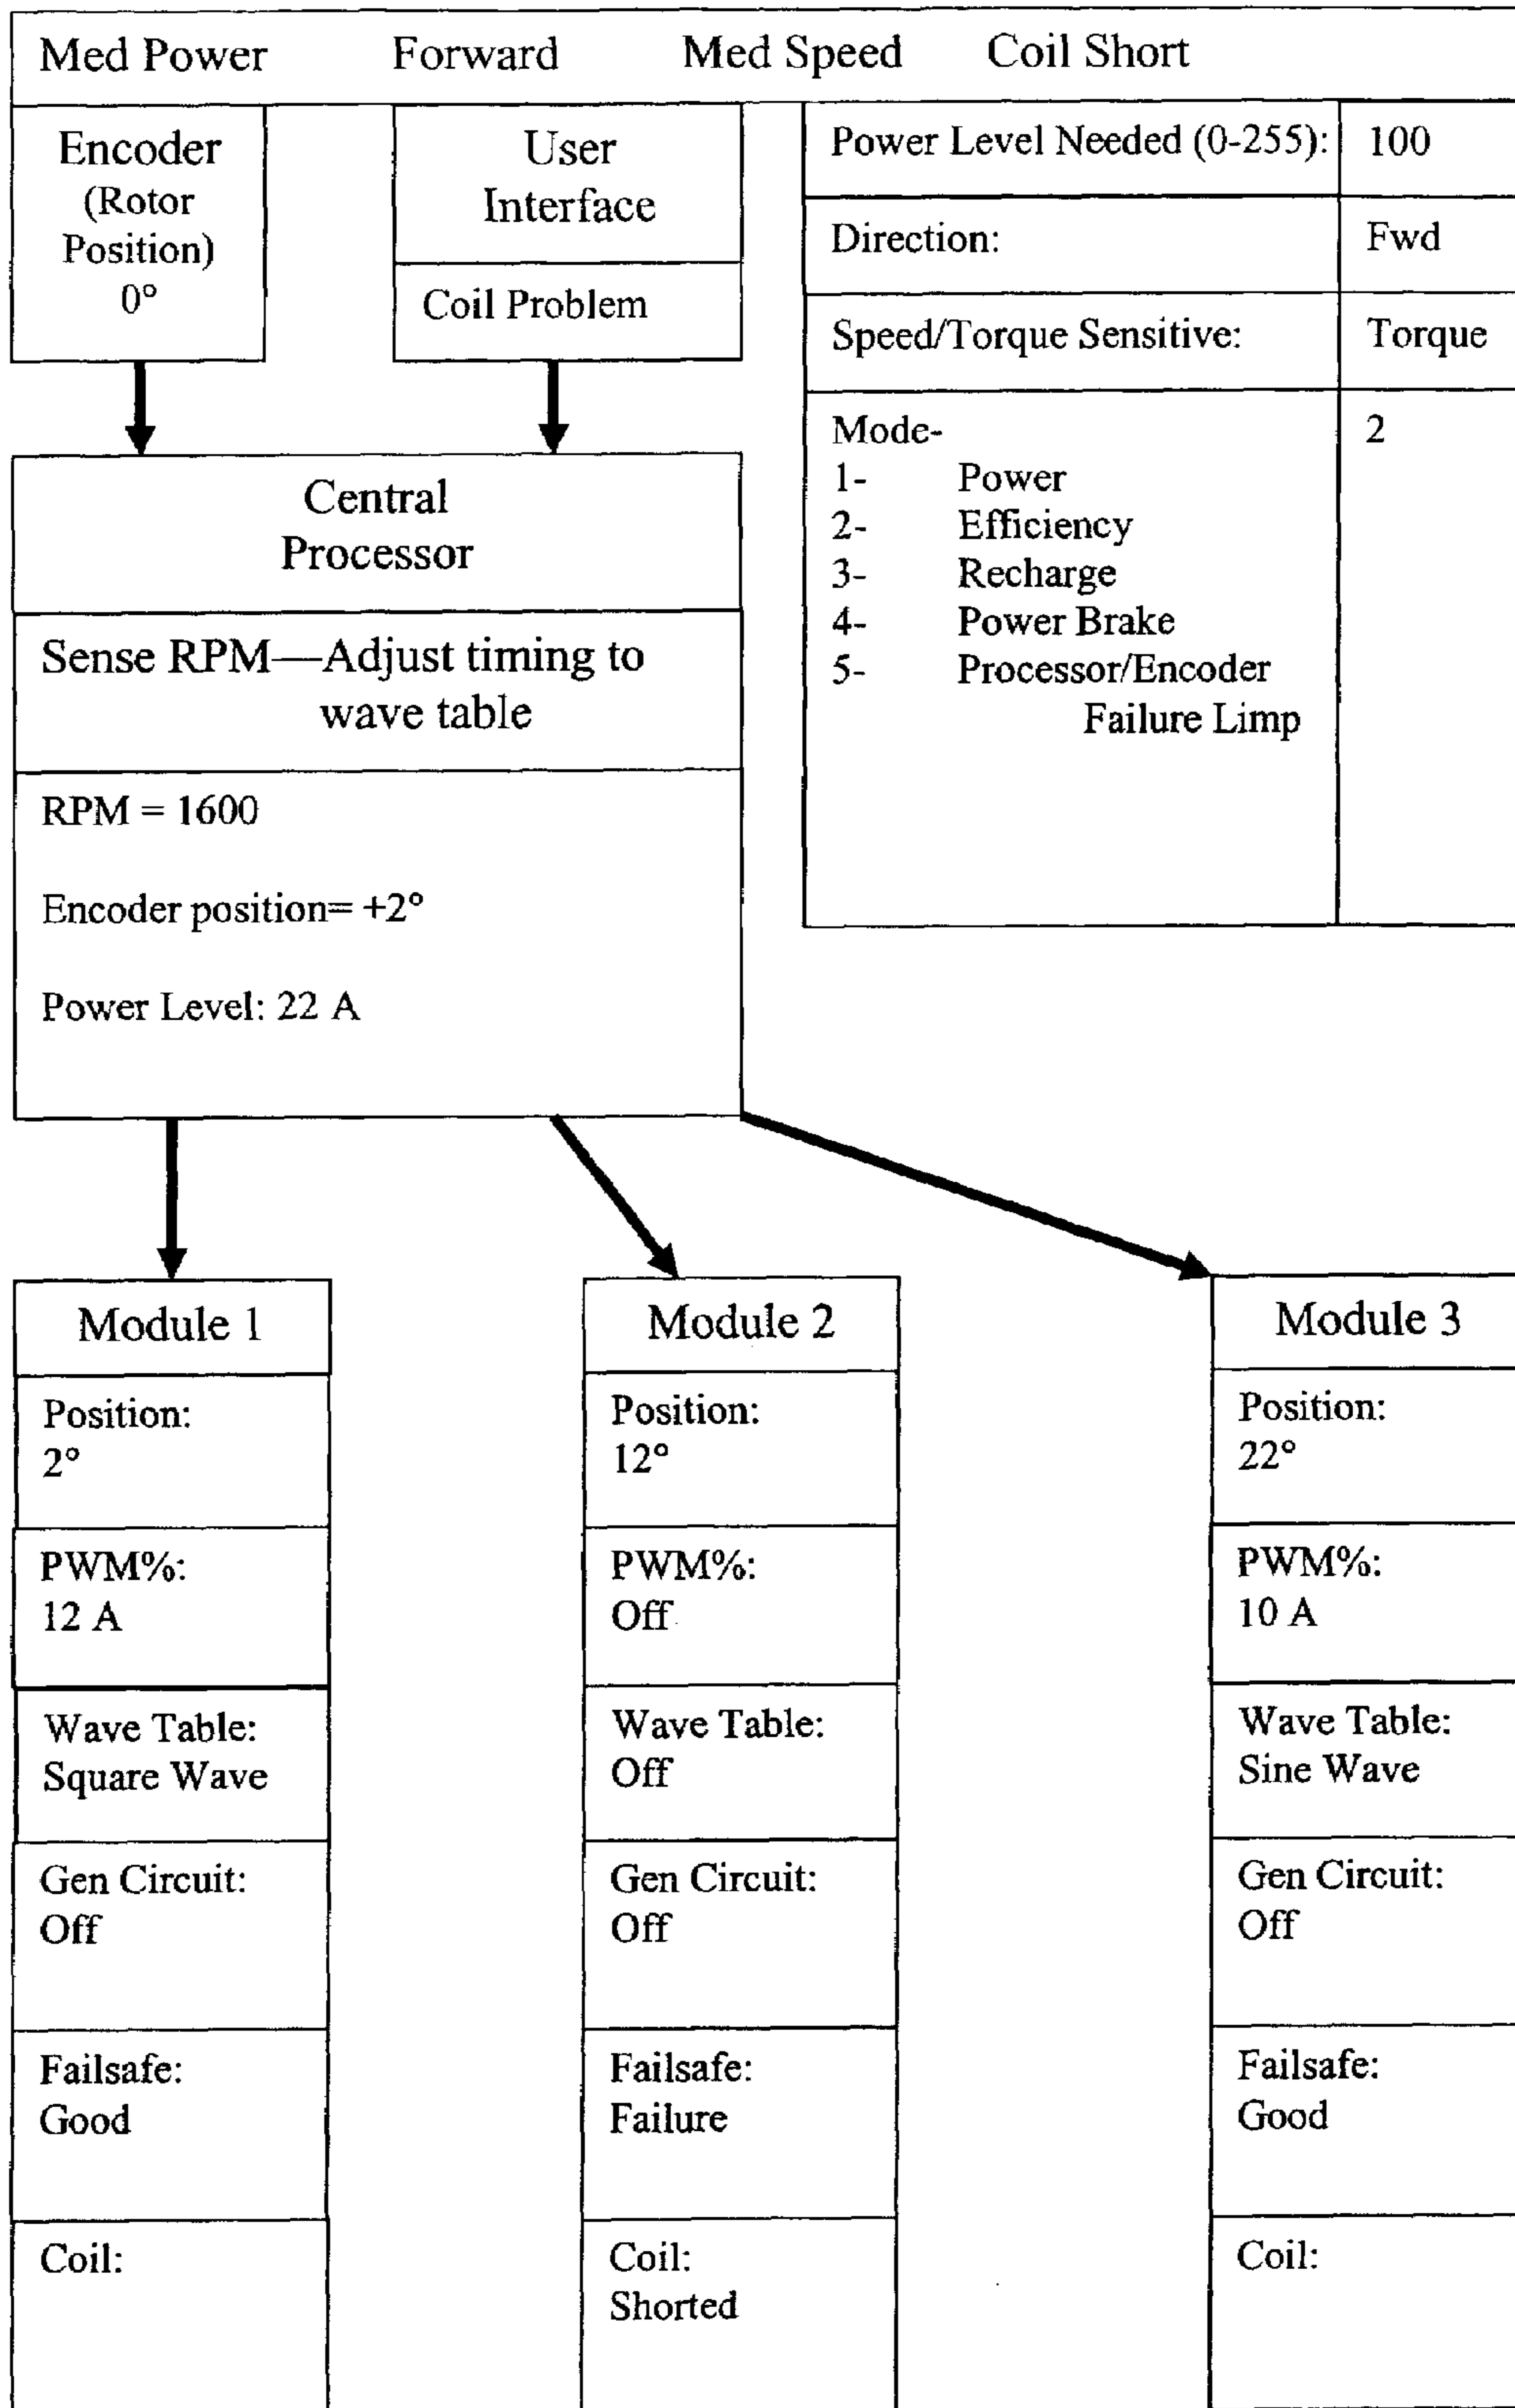 Med Power Forward Med Speed Coil Short
Encoder
(Rotor
Position)
0°
User
Interface
Coil Problem
Power Level Needed (0-255): 100
Direction: Fwd
Speed/Torque Sensitive: Torque
Mode- 2
1- Power
2- Efficiency
3- Recharge
4- Power Brake
5- Processor/Encoder
Failure Limp
Central
Processor
Sense RPM—Adjust timing to
wave table
RPM = 1600
Encoder position= +2°
Power Level: 22 A
Module 1
Position:
2°
PWM%:
12 A
Wave Table:
Square Wave
Gen Circuit:
Off
Failsafe:
Good
Coil:
Module 2
Position:
12°
PWM%:
Off
Wave Table:
Off
Gen Circuit:
Off
Failsafe:
Failure
Coil:
Shorted
Module 3
Position:
22°
PWM%:
10 A
Wave Table:
Sine Wave
Gen Circuit:
Off
Failsafe:
Good
Coil: